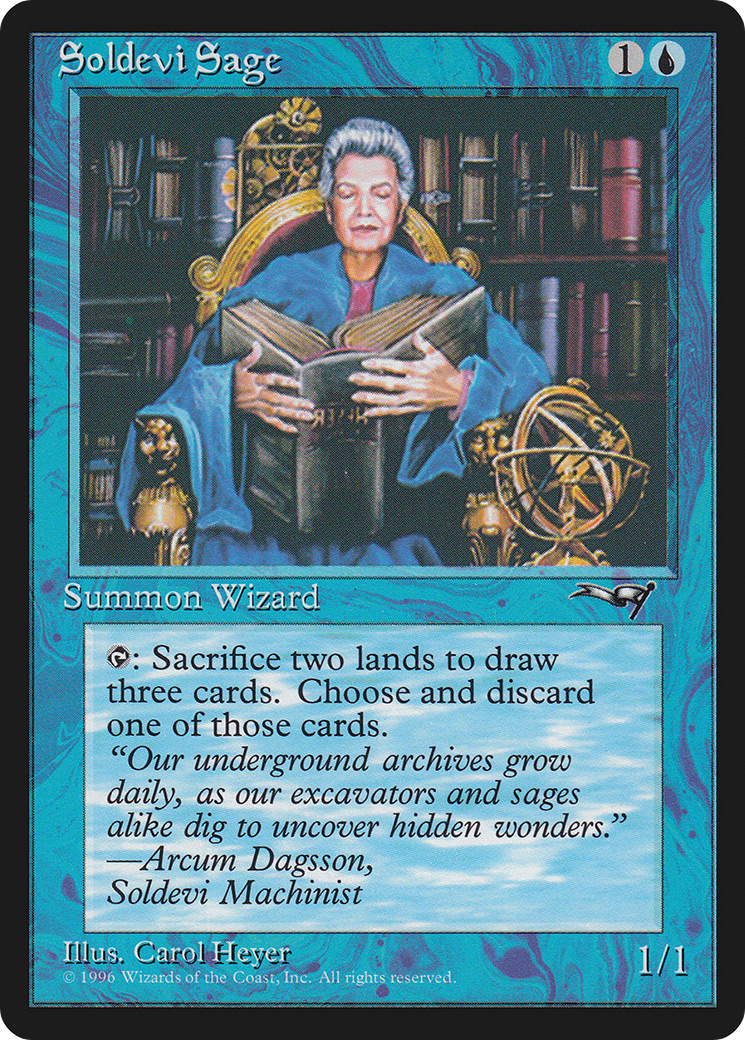 Soldevi Sage
1
Summon Wizard
: Sacrifice two lands to draw
three cards. Choose and discard
one of those cards.
“Our underground archives grow
daily, as our excavators and sages
alike dig to uncover hidden wonders.”
—Arcum Dagsson,
Soldevi Machinist
Illus. Carol Heyer
1/1
© 1996 Wizards of the Coast, Inc. All rights reserved.